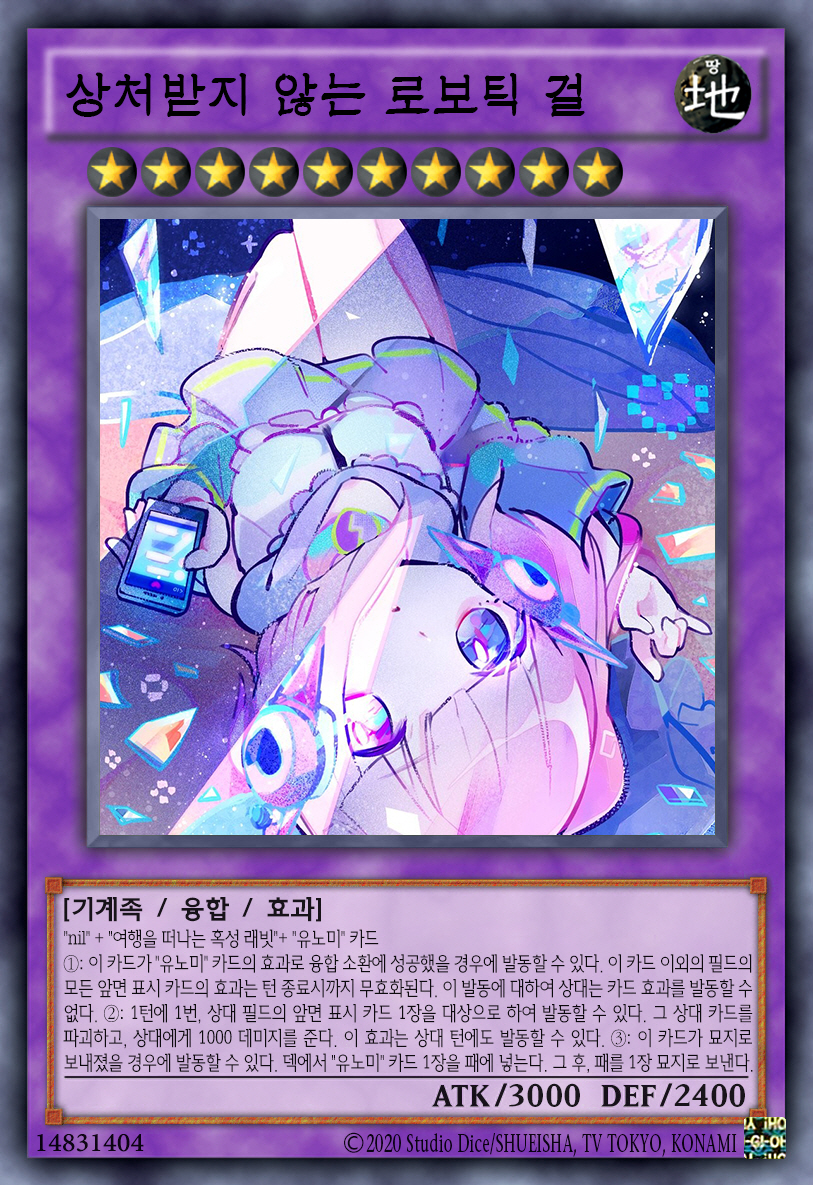 상처받지 않는 로보틱 걸
땅
地
[기계족 / 융합 / 효과]
"nil" + "여행을 떠나는 혹성 래빗"+ "유노미" 카드
①: 이 카드가 "유노미" 카드의 효과로 융합 소환에 성공했을 경우에 발동할 수 있다. 이 카드 이외의 필드의
모든 앞면 표시 카드의 효과는 턴 종료시까지 무효화된다. 이 발동에 대하여 상대는 카드 효과를 발동할 수
없다. ②: 1턴에 1번, 상대 필드의 앞면 표시 카드 1장을 대상으로 하여 발동할 수 있다. 그 상대 카드를
파괴하고, 상대에게 1000 데미지를 준다. 이 효과는 상대 턴에도 발동할 수 있다. ③: 이 카드가 묘지로
보내졌을 경우에 발동할 수 있다. 덱에서 "유노미" 카드 1장을 패에 넣는다. 그 후, 패를 1장 묘지로 보낸다.
ATK/3000 DEF/2400
14831404 ©2020 Studio Dice/SHUEISHA, TV TOKYO, KONAMI